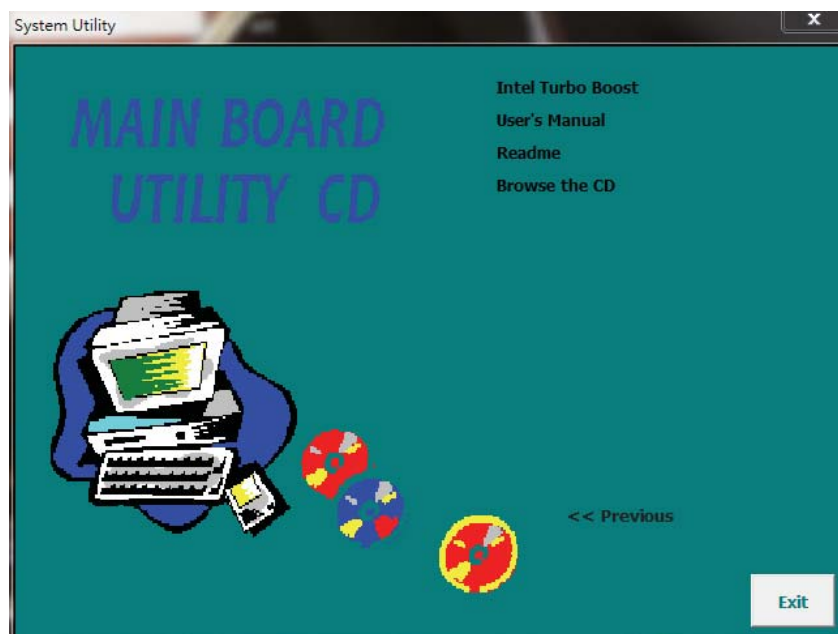 System Utility
x
MAIN BOARD
UTILITY CD
Intel Turbo Boost
User's Manual
Readme
Browse the CD
<< Previous
Exit